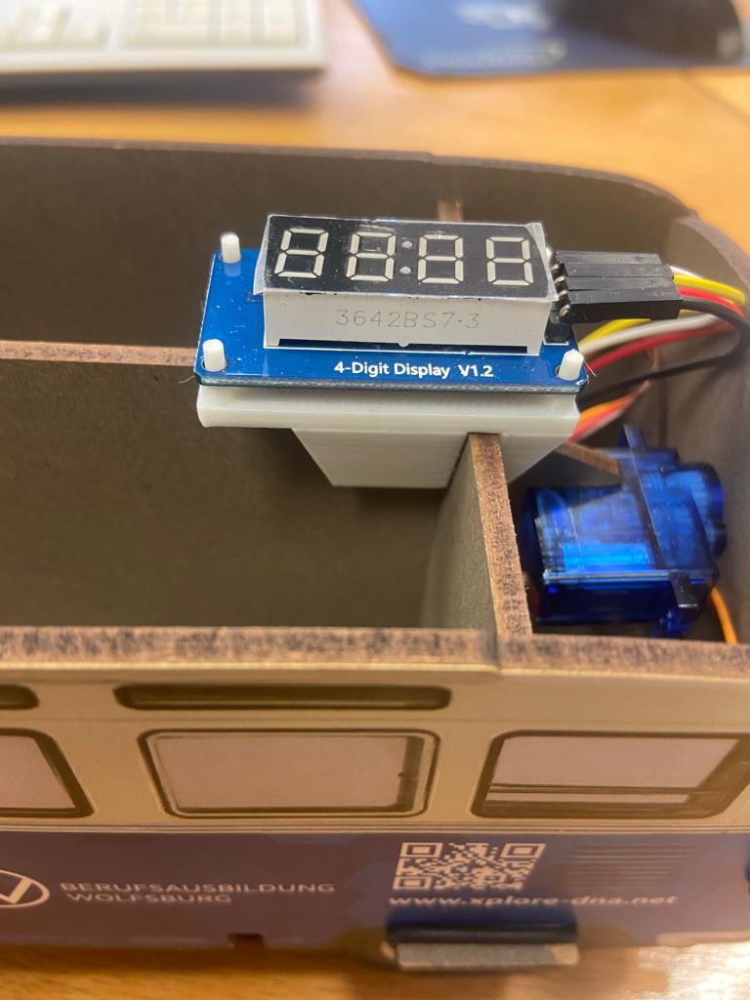 3642BS7-3
4-Digit Display V1.2
BERUFSAUSBILDUNG
WOLFSBURG
www.xplore-dna.net